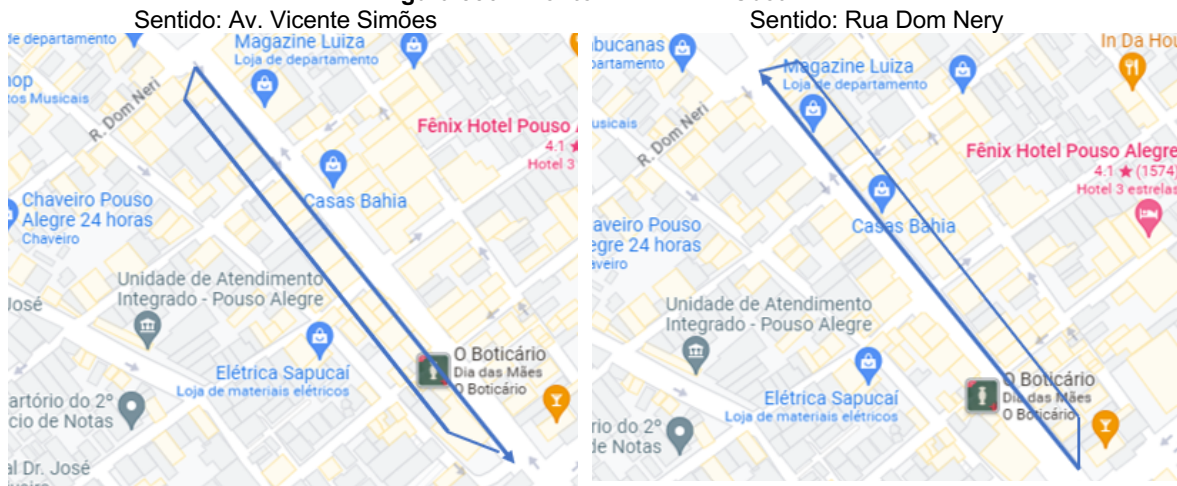 Sentido: Av. Vicente Simões
de departamento
Magazine Luiza
Loja de departamento
hop
tos Musicais
R. Dom Neri
Fênix Hotel Pouso
4.1 ★
Hotel 3
Casas Bahia
Chaveiro Pouso
Alegre 24 horas
Chaveiro
Unidade de Atendimento
Integrado - Pouso Alegre
José
O Boticário
Dia das Mães
O Boticário
Elétrica Sapucaí
Loja de materiais elétricos
artório do 2º
cio de Notas
al Dr. José
Sentido: Rua Dom Nery
bucanas
partamento
Magazine Luiza
Loja de departamento
In Da Hou
usicais
R. Dom Neri
Fênix Hotel Pouso Alegre
4.1 ★ (1574)
Hotel 3 estrelas
Casas Bahia
aveiro Pouso
egre 24 horas
aveiro
Unidade de Atendimento
Integrado - Pouso Alegre
O Boticário
Dia das Mães
O Boticário
Elétrica Sapucaí
Loja de materiais elétricos
rio do 2º
de Notas
Dr. José